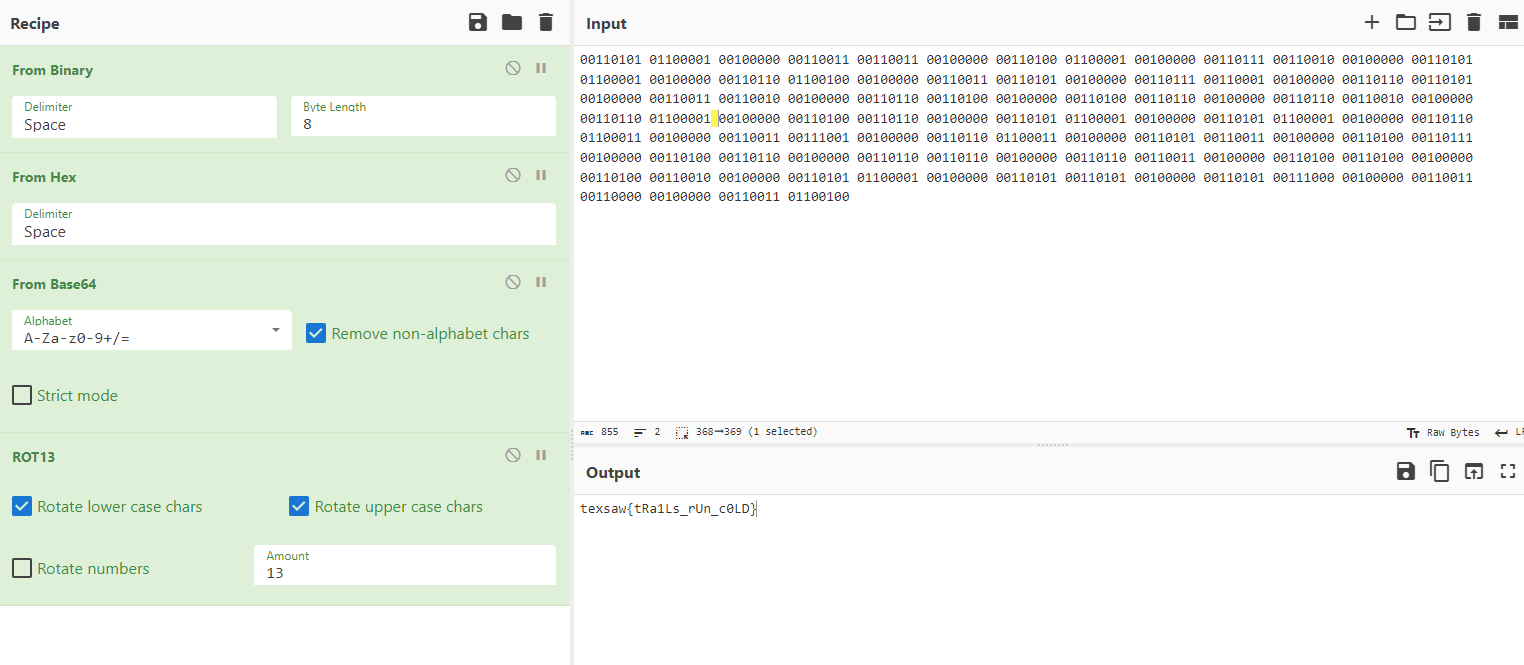 Recipe
From Binary
Delimiter
Space
Byte Length
8
From Hex
Delimiter
Space
From Base64
Alphabet
A-Za-z0-9+/=
Remove non-alphabet chars
Strict mode
ROT13
Rotate lower case chars
Rotate upper case chars
Rotate numbers
Amount
13
Input
00110101 01100001 00100000 00110011 00110011 00100000 00110100 01100001 00100000 00110111 00110010 00100000 00110101
01100001 00100000 00110110 01100100 00100000 00110011 00110101 00100000 00110111 00110001 00100000 00110110 00110101
00100000 00110011 00110010 00100000 00110110 00110100 00100000 00110100 00110110 00100000 00110110 00110010 00100000
00110110 01100001 00100000 00110100 00110110 00100000 00110101 01100001 00100000 00110101 01100001 00100000 00110110
01100011 00100000 00110011 00111001 00100000 00110110 01100011 00100000 00110101 00110011 00100000 00110100 00110111
00100000 00110100 00110110 00100000 00110110 00110110 00100000 00110110 00110011 00100000 00110100 00110100 00100000
00110100 00110010 00100000 00110101 01100001 00100000 00110101 00110101 00100000 00110101 00111000 00100000 00110011
00110000 00100000 00110011 01100100
ABC 855 2 368→369 (1 selected)
Tt Raw Bytes LF
Output
texsaw{tRa1Ls_rUn_c0LD}